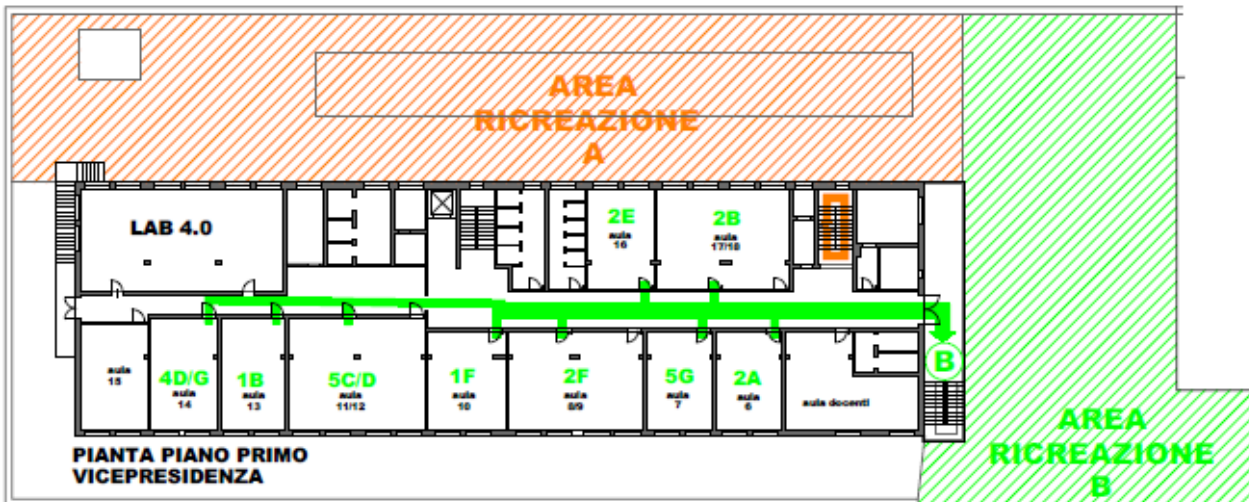 AREA
RICREAZIONE
A
LAB 4.0
2E
aula
16
2B
aula
17/18
B
aula
15
4D/G
aula
14
1B
aula
13
5C/D
aula
11/12
1F
aula
10
2F
aula
8/9
5G
aula
7
2A
aula
6
aula docenti
AREA
RICREAZIONE
B
PIANTA PIANO PRIMO
VICEPRESIDENZA